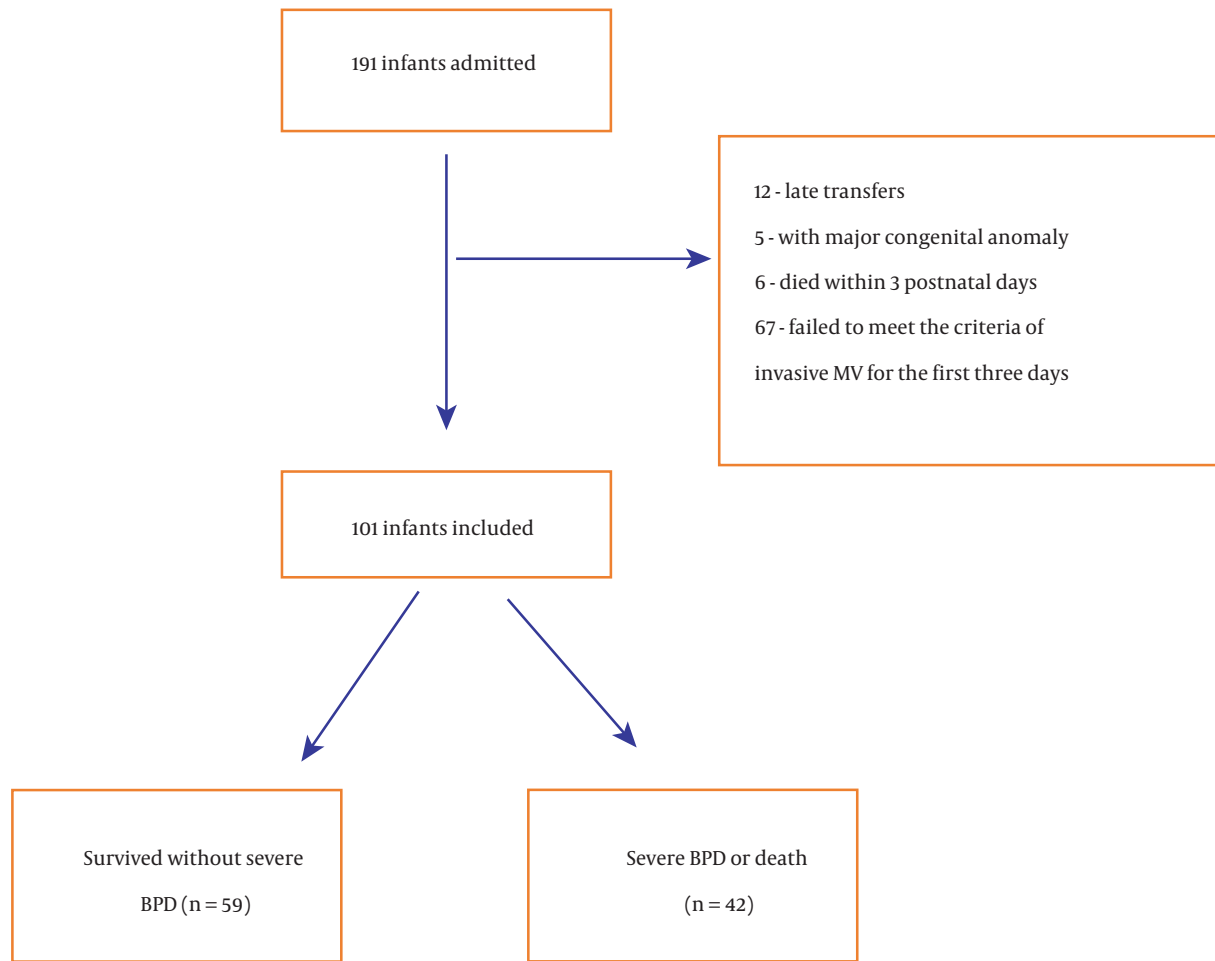 191 infants admitted
12 - late transfers
5 - with major congenital anomaly
6 - died within 3 postnatal days
67 - failed to meet the criteria of
invasive MV for the first three days
101 infants included
Survived without severe
BPD (n = 59)
Severe BPD or death
(n = 42)